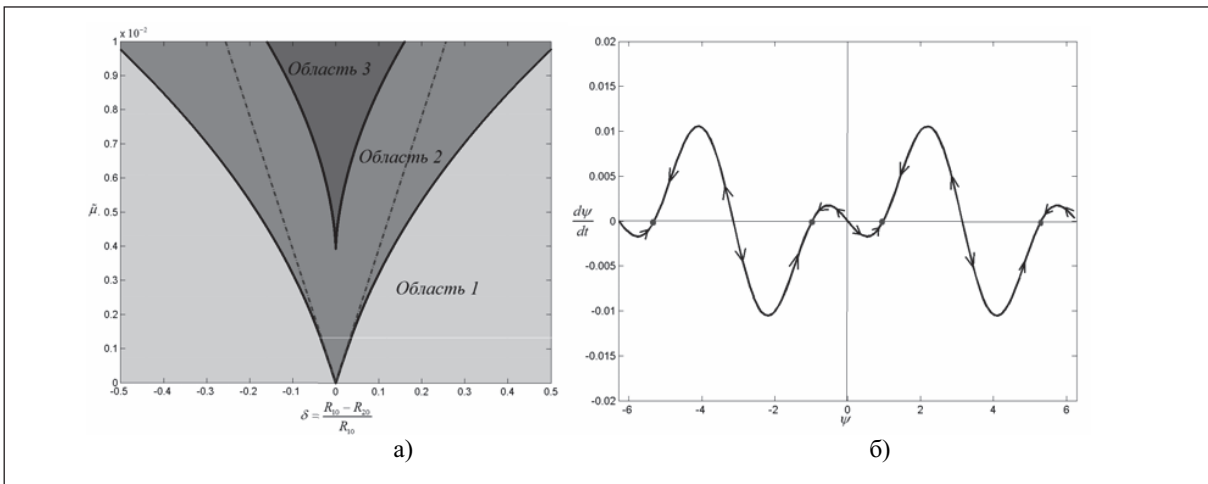 x 10⁻²
1
0.9
0.8
0.7
0.6
0.5
0.4
0.3
0.2
0.1
0
μ̃
Область 3
Область 2
Область 1
-0.5 -0.4 -0.3 -0.2 -0.1 0 0.1 0.2 0.3 0.4 0.5
δ = (R₁₀ − R₂₀) / R₁₀
а)
0.02
0.015
0.01
0.005
0
-0.005
-0.01
-0.015
-0.02
dψ
dt
-6 -4 -2 0 2 4 6
ψ
б)